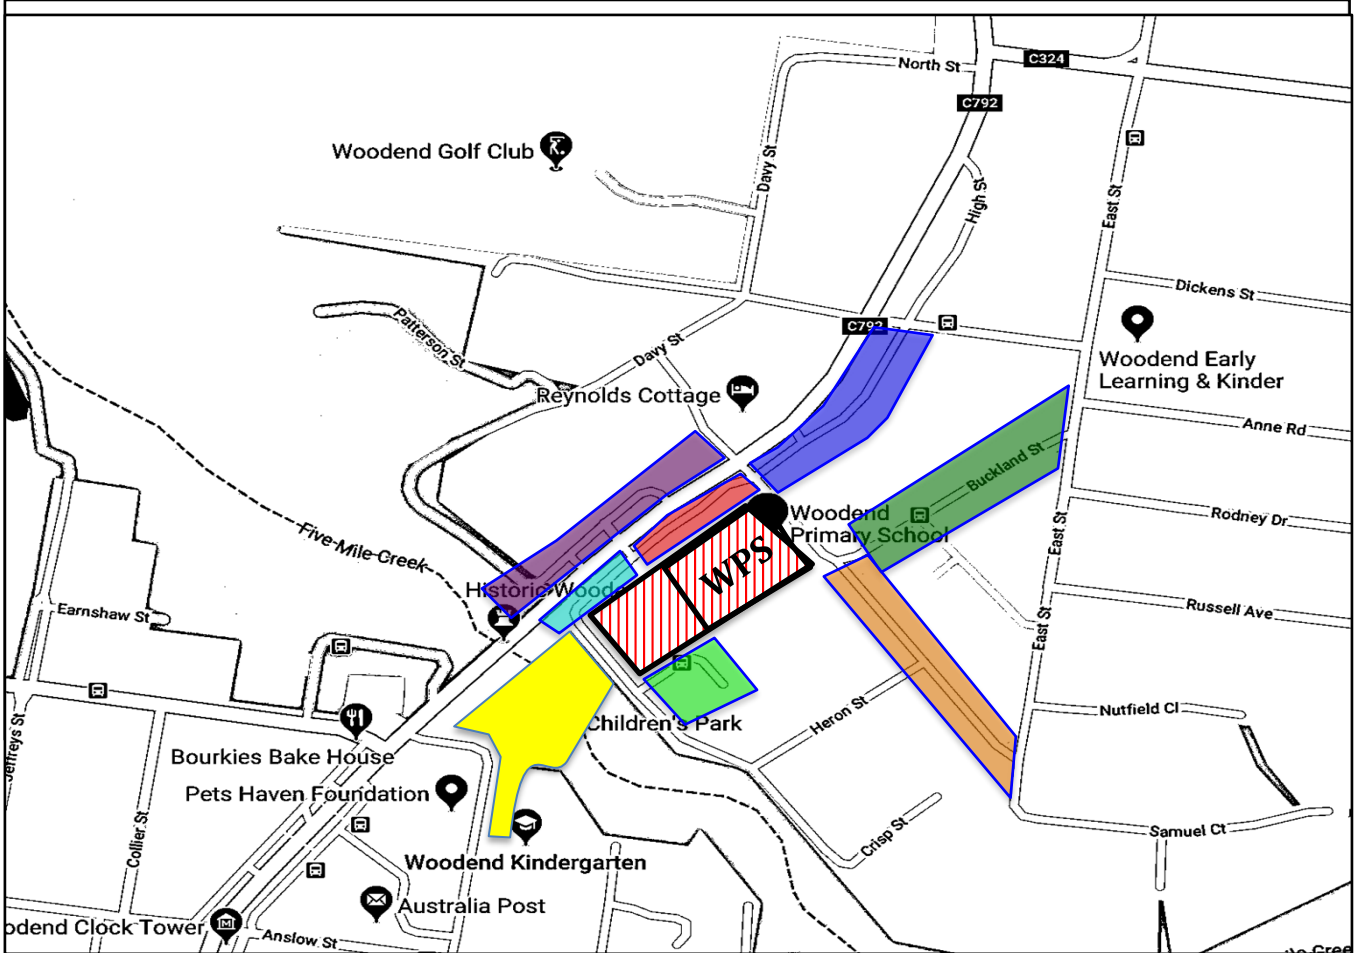 North St
C324
C792
Woodend Golf Club
Davy St
High St
East St
Dickens St
Patterson St
C792
Davy St
Woodend Early
Learning & Kinder
Reynolds Cottage
Anne Rd
Buckland St
Woodend
Primary School
Rodney Dr
East St
Five Mile Creek
WPS
Historic Wood
Earnshaw St
Russell Ave
East St
Jeffreys St
Children's Park
Heron St
Nutfield Cl
Bourkies Bake House
Pets Haven Foundation
Collier St
Crisp St
Samuel Ct
Woodend Kindergarten
Australia Post
odend Clock Tower
Anslow St